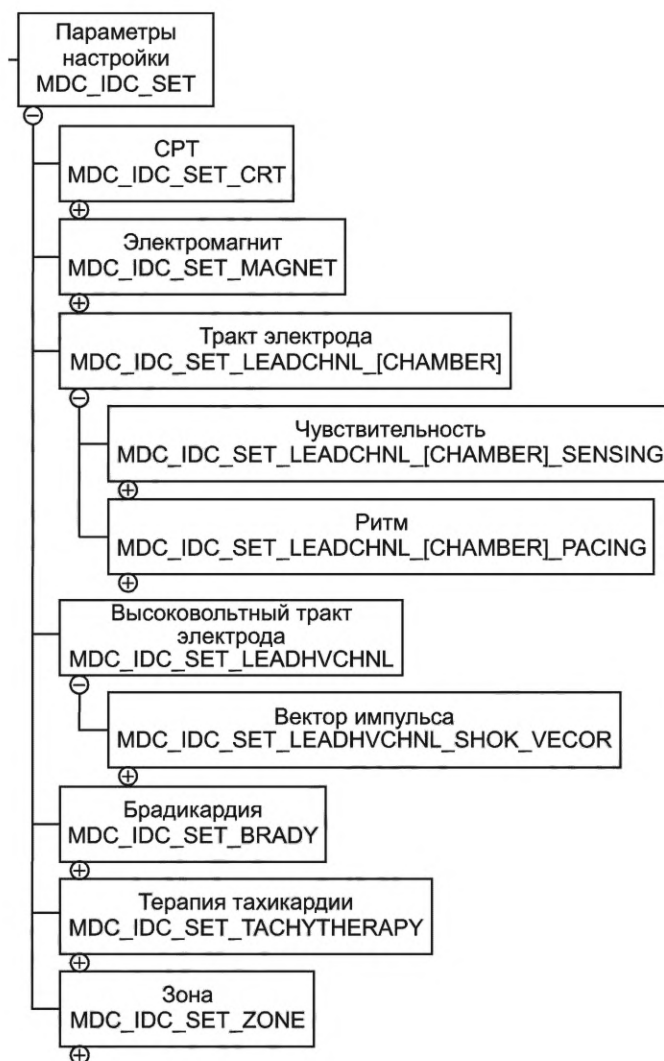 Параметры
настройки
MDC_IDC_SET
СРТ
MDC_IDC_SET_CRT
Электромагнит
MDC_IDC_SET_MAGNET
Тракт электрода
MDC_IDC_SET_LEADCHNL_[CHAMBER]
Чувствительность
MDC_IDC_SET_LEADCHNL_[CHAMBER]_SENSING
Ритм
MDC_IDC_SET_LEADCHNL_[CHAMBER]_PACING
Высоковольтный тракт
электрода
MDC_IDC_SET_LEADHVCHNL
Вектор импульса
MDC_IDC_SET_LEADHVCHNL_SHOK_VECOR
Брадикардия
MDC_IDC_SET_BRADY
Терапия тахикардии
MDC_IDC_SET_TACHYTHERAPY
Зона
MDC_IDC_SET_ZONE